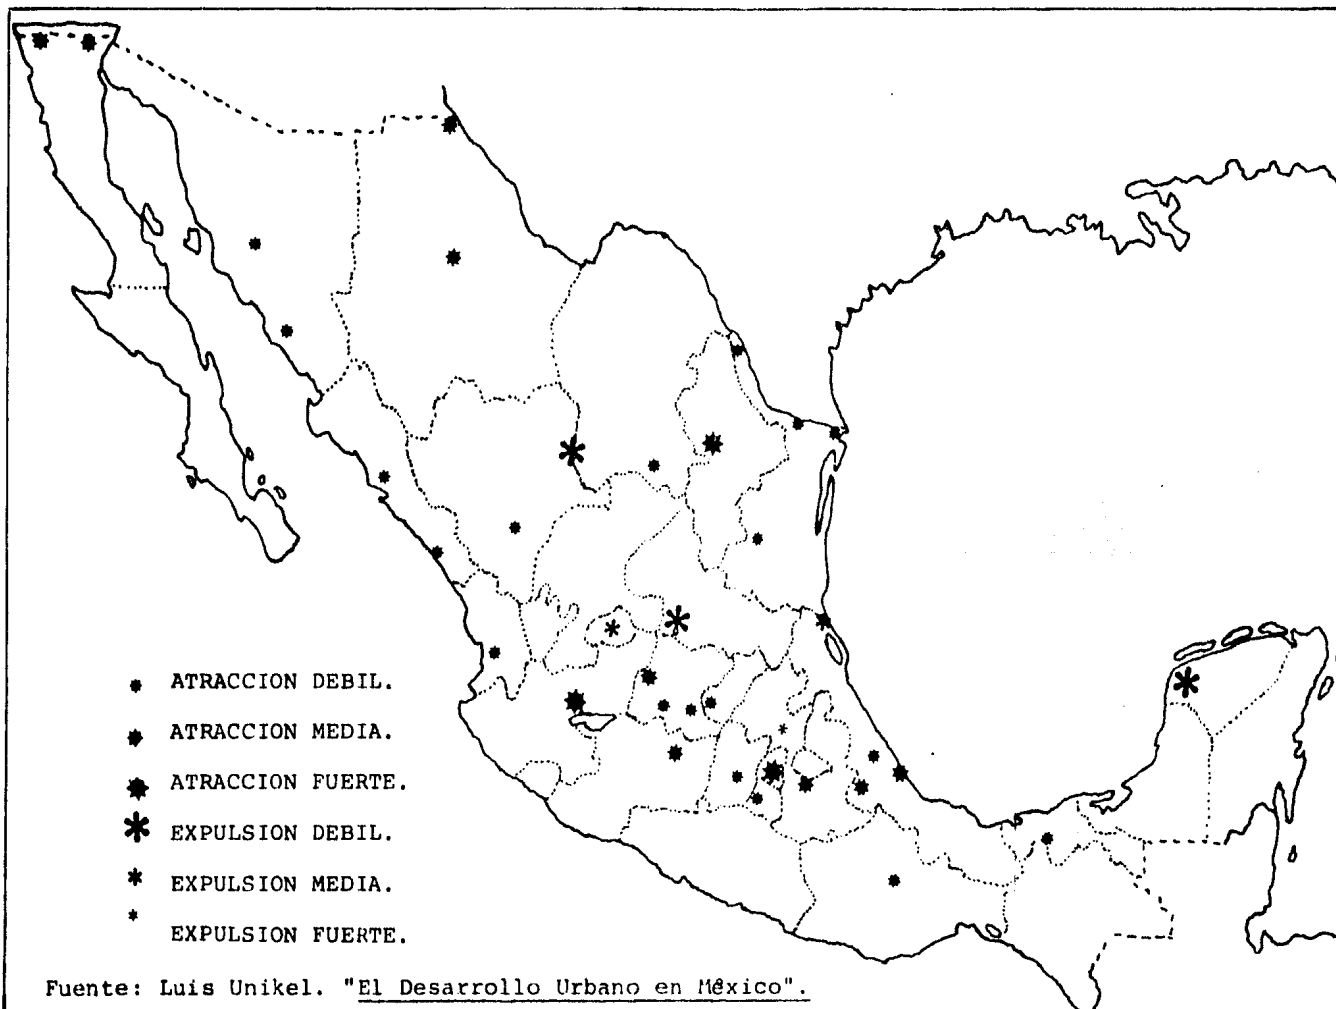 ATRACCION DEBIL.
ATRACCION MEDIA.
ATRACCION FUERTE.
EXPULSION DEBIL.
EXPULSION MEDIA.
EXPULSION FUERTE.
Fuente: Luis Unikel. "El Desarrollo Urbano en México".